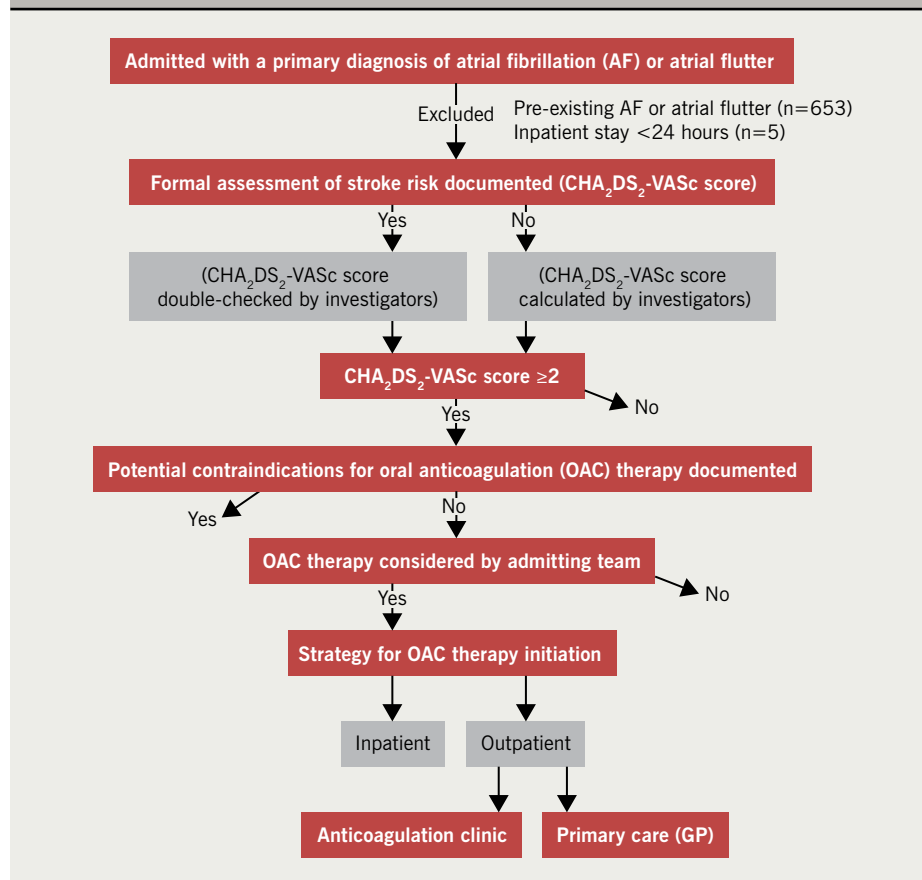 Admitted with a primary diagnosis of atrial fibrillation (AF) or atrial flutter
Excluded
Pre-existing AF or atrial flutter (n=653)
Inpatient stay <24 hours (n=5)
Formal assessment of stroke risk documented (CHA₂DS₂-VASc score)
Yes
No
(CHA₂DS₂-VASc score
double-checked by investigators)
(CHA₂DS₂-VASc score
calculated by investigators)
CHA₂DS₂-VASc score ≥2
No
Yes
Potential contraindications for oral anticoagulation (OAC) therapy documented
Yes
No
OAC therapy considered by admitting team
No
Yes
Strategy for OAC therapy initiation
Inpatient
Outpatient
Anticoagulation clinic
Primary care (GP)